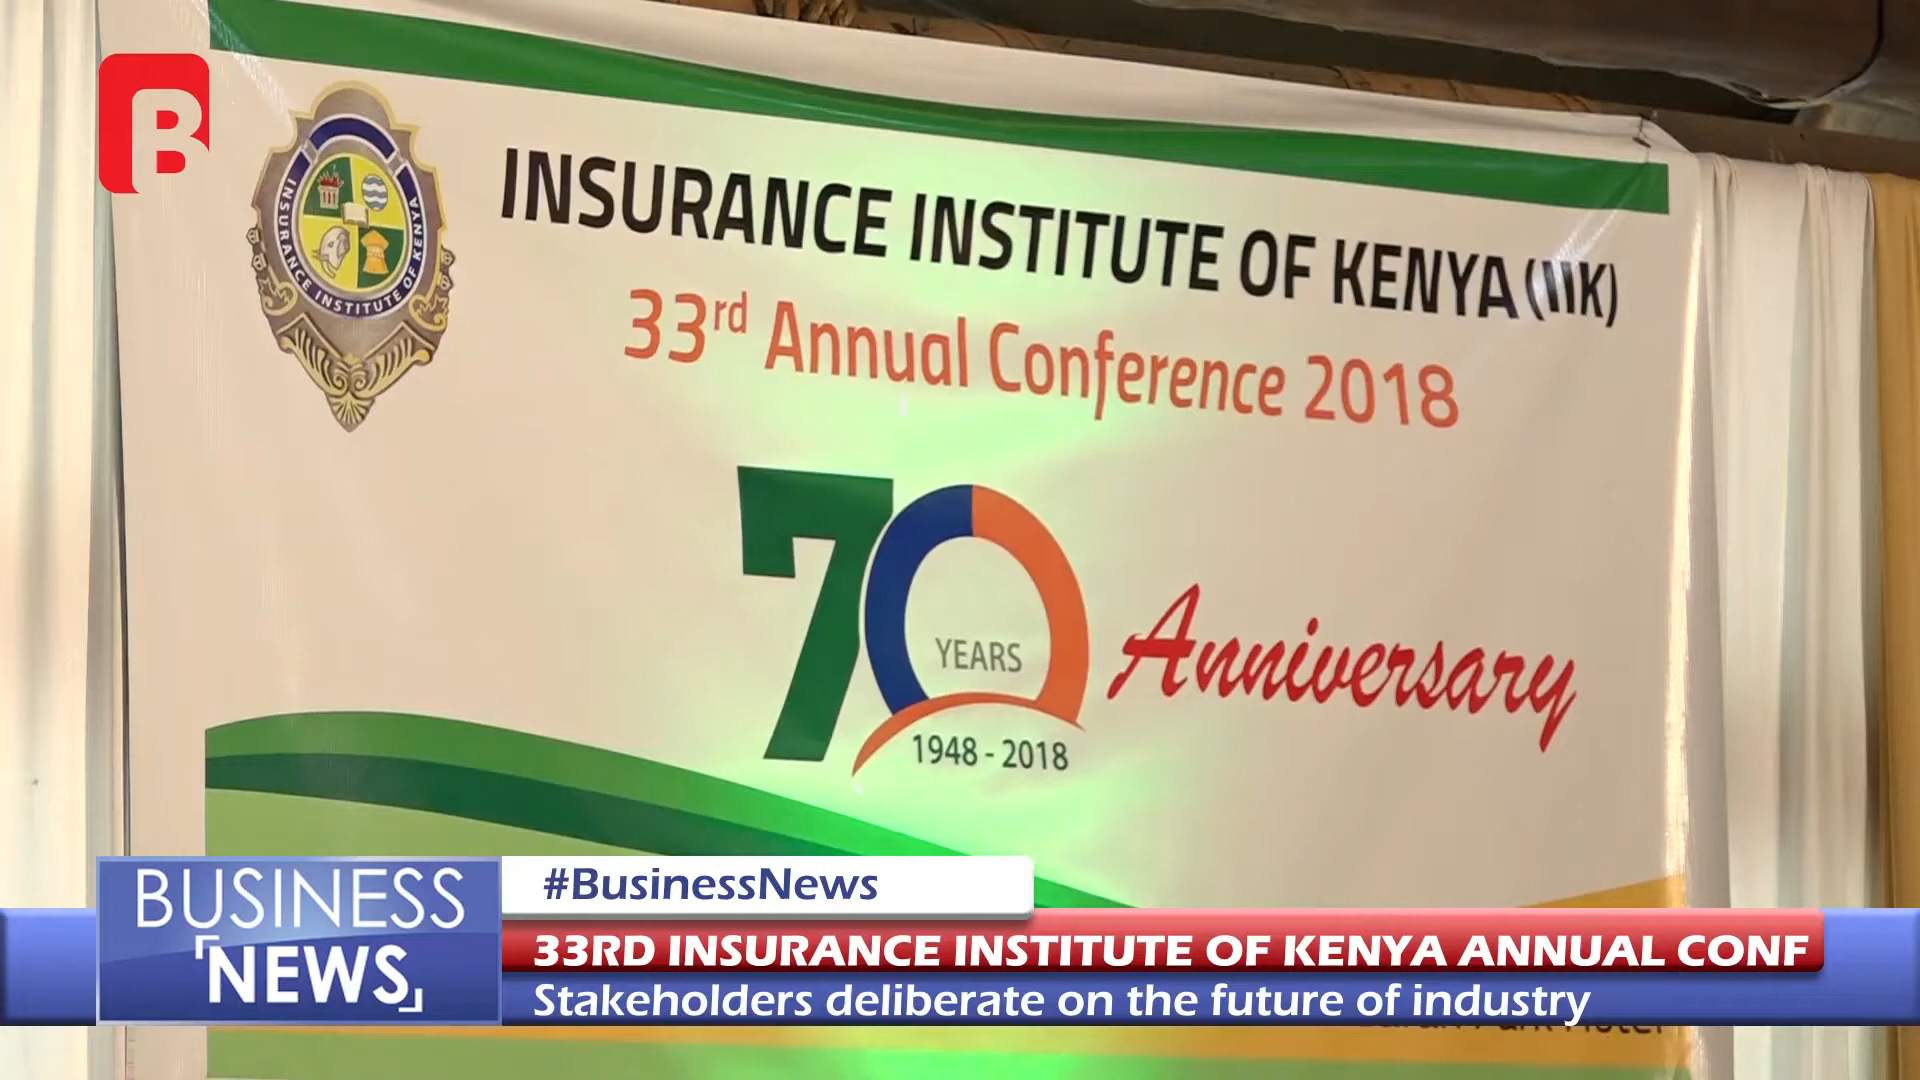 B
INSURANCE INSTITUTE OF KENYA
INSURANCE INSTITUTE OF KENYA (IIK)
33rd Annual Conference 2018
70
YEARS
1948 - 2018
Anniversary
BUSINESS
NEWS
#BusinessNews
33RD INSURANCE INSTITUTE OF KENYA ANNUAL CONF
Stakeholders deliberate on the future of industry